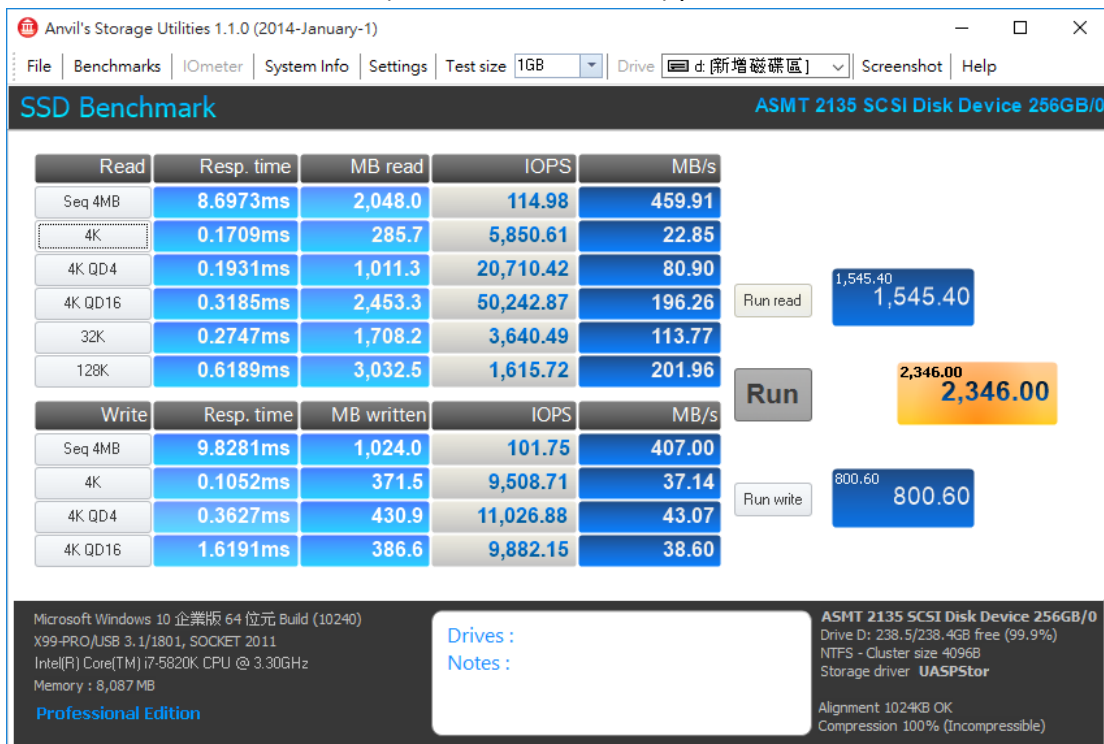 Anvil's Storage Utilities 1.1.0 (2014-January-1)
File Benchmarks IOmeter System Info Settings Test size 1GB Drive d: [新增磁碟區] Screenshot Help
SSD Benchmark ASMT 2135 SCSI Disk Device 256GB/0
Read Resp. time MB read IOPS MB/s
Seq 4MB 8.6973ms 2,048.0 114.98 459.91
4K 0.1709ms 285.7 5,850.61 22.85
4K QD4 0.1931ms 1,011.3 20,710.42 80.90
4K QD16 0.3185ms 2,453.3 50,242.87 196.26
32K 0.2747ms 1,708.2 3,640.49 113.77
128K 0.6189ms 3,032.5 1,615.72 201.96
Run read
1,545.40
1,545.40
Run
2,346.00
2,346.00
Write Resp. time MB written IOPS MB/s
Seq 4MB 9.8281ms 1,024.0 101.75 407.00
4K 0.1052ms 371.5 9,508.71 37.14
4K QD4 0.3627ms 430.9 11,026.88 43.07
4K QD16 1.6191ms 386.6 9,882.15 38.60
Run write
800.60
800.60
Microsoft Windows 10 企業版 64 位元 Build (10240)
X99-PRO/USB 3.1/1801, SOCKET 2011
Intel(R) Core(TM) i7-5820K CPU @ 3.30GHz
Memory : 8,087 MB
Professional Edition
Drives :
Notes :
ASMT 2135 SCSI Disk Device 256GB/0
Drive D: 238.5/238.4GB free (99.9%)
NTFS - Cluster size 4096B
Storage driver UASPStor
Alignment 1024KB OK
Compression 100% (Incompressible)